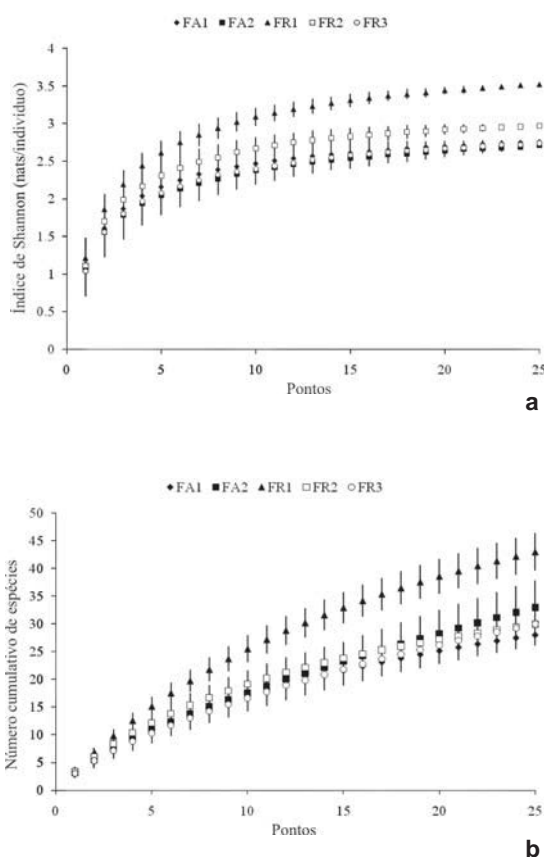 FA1 FA2 FR1 FR2 FR3
4
3.5
3
2.5
2
1.5
1
0.5
0
Índice de Shannon (nats/individuo)
0 5 10 15 20 25
Pontos
a
FA1 FA2 FR1 FR2 FR3
50
45
40
35
30
25
20
15
10
5
0
Número cumulativo de espécies
0 5 10 15 20 25
Pontos
b